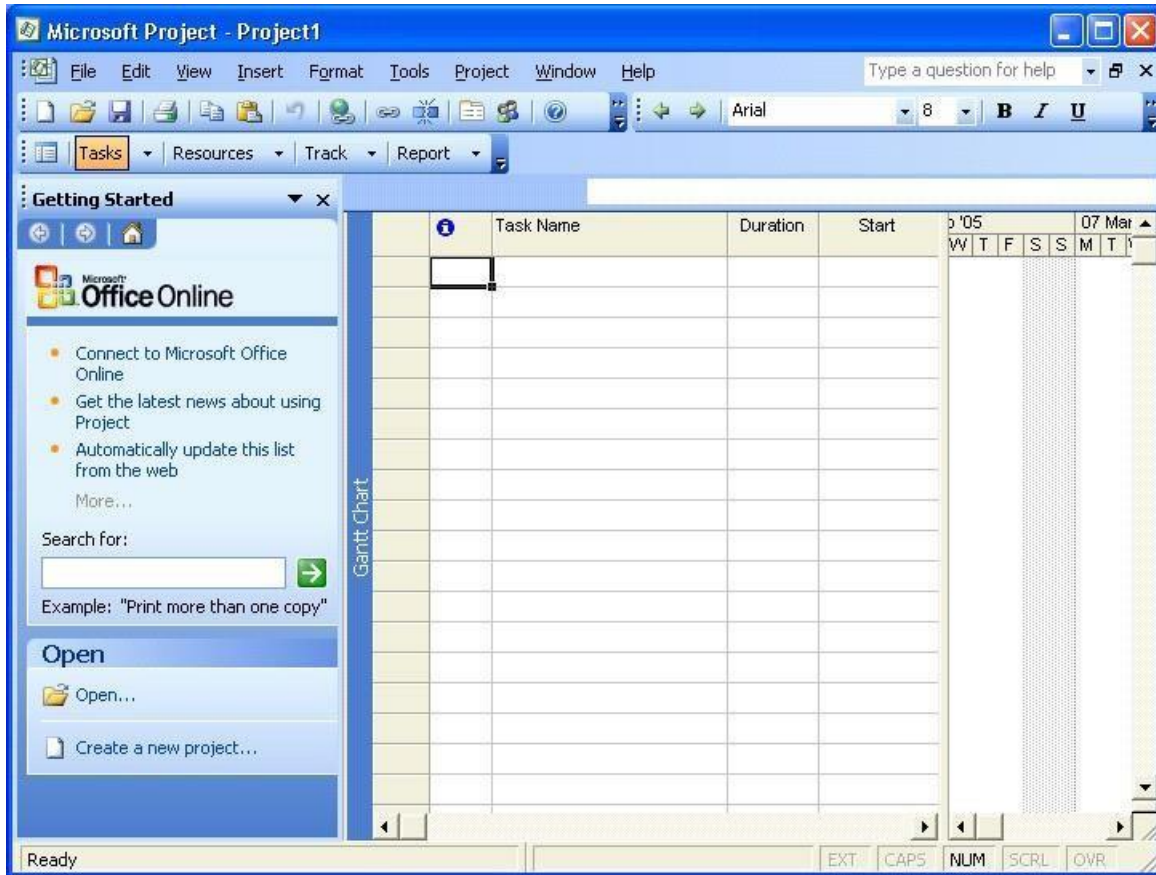 Microsoft Project - Project1
File Edit View Insert Format Tools Project Window Help Type a question for help
Arial 8 B I U
Tasks Resources Track Report
Getting Started
Task Name Duration Start '05 07 Mar
W T F S S M T
Microsoft
Office Online
Connect to Microsoft Office
Online
Get the latest news about using
Project
Automatically update this list
from the web
More...
Search for:
Example: "Print more than one copy"
Open
Open...
Create a new project...
Gantt Chart
Ready EXT CAPS NUM SCRL OVR